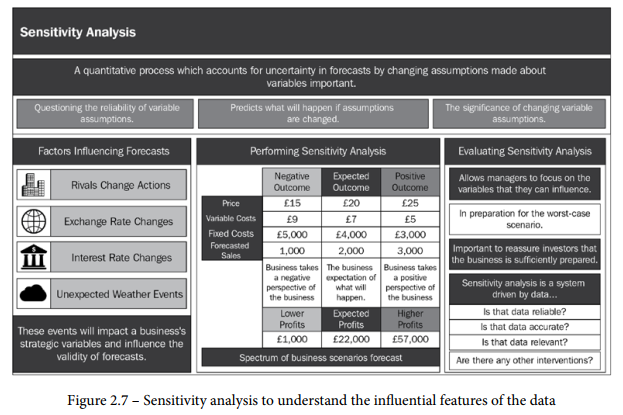 Sensitivity Analysis
A quantitative process which accounts for uncertainty in forecasts by changing assumptions made about
variables important.
Questioning the reliability of variable
assumptions.
Predicts what will happen if assumptions
are changed.
The significance of changing variable
assumptions.
Factors Influencing Forecasts
Rivals Change Actions
Exchange Rate Changes
Interest Rate Changes
Unexpected Weather Events
These events will impact a business's
strategic variables and influence the
validity of forecasts.
Performing Sensitivity Analysis
Negative
Outcome
Expected
Outcome
Positive
Outcome
Price £15 £20 £25
Variable Costs £9 £7 £5
Fixed Costs £5,000 £4,000 £3,000
Forecasted
Sales
1,000 2,000 3,000
Business takes
a negative
perspective of
the business
The business
expectation of
what will
happen.
Business takes
a positive
perspective of
the business
Lower
Profits
Expected
Profits
Higher
Profits
£1,000 £22,000 £57,000
Spectrum of business scenarios forecast
Evaluating Sensitivity Analysis
Allows managers to focus on the
variables that they can influence.
In preparation for the worst-case
scenario.
Important to reassure investors that
the business is sufficiently prepared.
Sensitivity analysis is a system
driven by data...
Is that data reliable?
Is that data accurate?
Is that data relevant?
Are there any other interventions?
Figure 2.7 – Sensitivity analysis to understand the influential features of the data